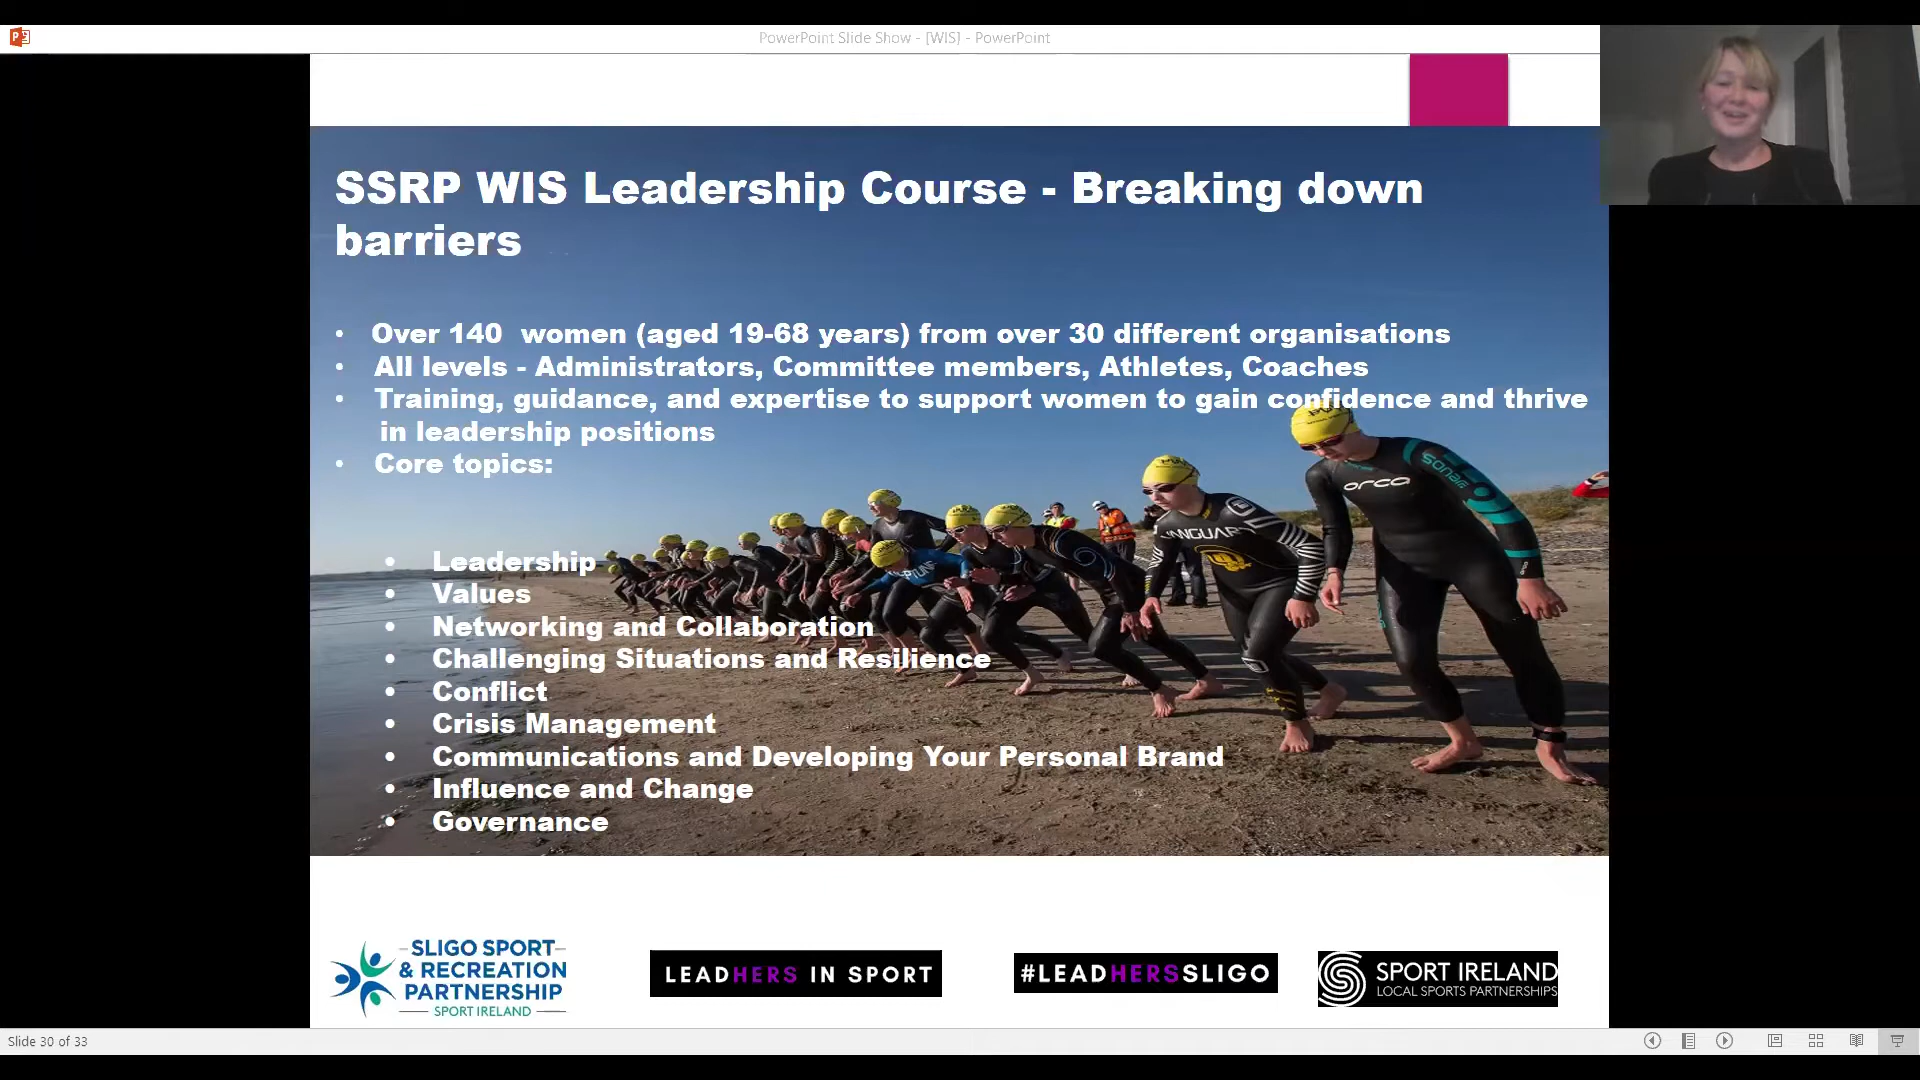 PowerPoint Slide Show - [WIS] - PowerPoint
SSRP WIS Leadership Course - Breaking down
barriers
• Over 140 women (aged 19-68 years) from over 30 different organisations
• All levels - Administrators, Committee members, Athletes, Coaches
• Training, guidance, and expertise to support women to gain confidence and thrive
in leadership positions
• Core topics:
• Leadership
• Values
• Networking and Collaboration
• Challenging Situations and Resilience
• Conflict
• Crisis Management
• Communications and Developing Your Personal Brand
• Influence and Change
• Governance
orca
SLIGO SPORT
& RECREATION
PARTNERSHIP
SPORT IRELAND
LEADHERS IN SPORT
#LEADHERSSLIGO
SPORT IRELAND
LOCAL SPORTS PARTNERSHIPS
Slide 30 of 33